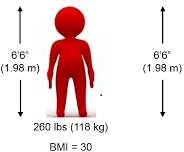 6'6"
(1.98 m)
6'6"
(1.98 m)
260 lbs (118 kg)
BMI = 30